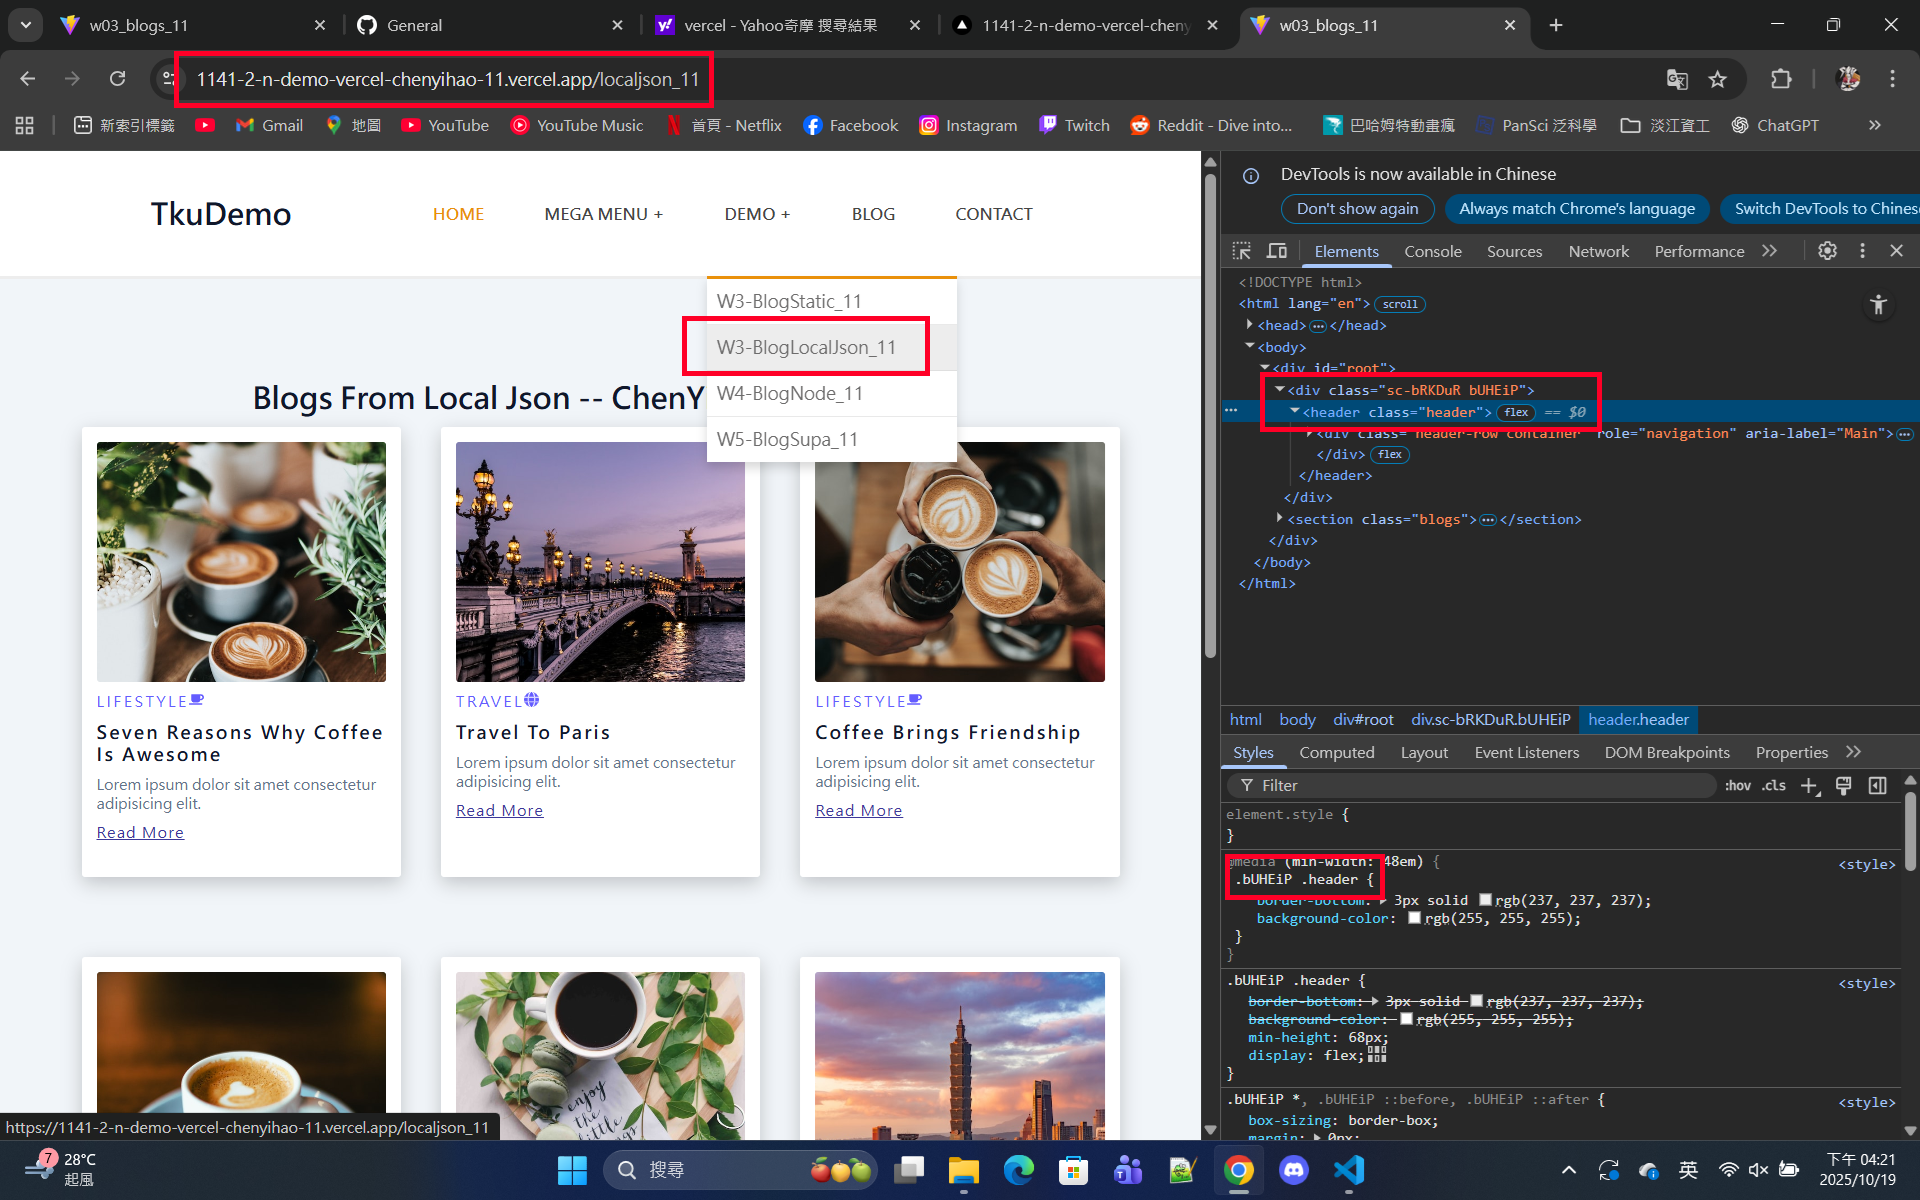 w03_blogs_11
General
vercel - Yahoo奇摩 搜尋結果
1141-2-n-demo-vercel-cheny
w03_blogs_11
1141-2-n-demo-vercel-chenyihao-11.vercel.app/localjson_11
新索引標籤
Gmail
地圖
YouTube
YouTube Music
首頁 - Netflix
Facebook
Instagram
Twitch
Reddit - Dive into...
巴哈姆特動畫瘋
PanSci 泛科學
淡江資工
ChatGPT
TkuDemo
HOME
MEGA MENU +
DEMO +
BLOG
CONTACT
W3-BlogStatic_11
W3-BlogLocalJson_11
W4-BlogNode_11
W5-BlogSupa_11
Blogs From Local Json -- ChenY
LIFESTYLE
Seven Reasons Why Coffee
Is Awesome
Lorem ipsum dolor sit amet consectetur
adipisicing elit.
Read More
TRAVEL
Travel To Paris
Lorem ipsum dolor sit amet consectetur
adipisicing elit.
Read More
LIFESTYLE
Coffee Brings Friendship
Lorem ipsum dolor sit amet consectetur
adipisicing elit.
Read More
enjoy
the
little
https://1141-2-n-demo-vercel-chenyihao-11.vercel.app/localjson_11
DevTools is now available in Chinese
Don't show again
Always match Chrome's language
Switch DevTools to Chinese
Elements
Console
Sources
Network
Performance
<!DOCTYPE html>
<html lang="en"> scroll
<head> ... </head>
<body>
<div id="root">
<div class="sc-bRKDuR bUHEiP">
<header class="header"> flex == $0
<div class="header-row container" role="navigation" aria-label="Main"> ...
</div> flex
</header>
</div>
<section class="blogs"> ... </section>
</div>
</body>
</html>
html body div#root div.sc-bRKDuR.bUHEiP header.header
Styles
Computed
Layout
Event Listeners
DOM Breakpoints
Properties
Filter
:hov .cls
element.style {
}
@media (min-width: 48em) {
<style>
.bUHEiP .header {
border-bottom: 3px solid rgb(237, 237, 237);
background-color: rgb(255, 255, 255);
}
}
.bUHEiP .header {
<style>
border-bottom: 3px solid rgb(237, 237, 237);
background-color: rgb(255, 255, 255);
min-height: 68px;
display: flex;
}
.bUHEiP *, .bUHEiP ::before, .bUHEiP ::after {
<style>
box-sizing: border-box;
margin: 0px;
7
28°C
起風
搜尋
英
下午 04:21
2025/10/19